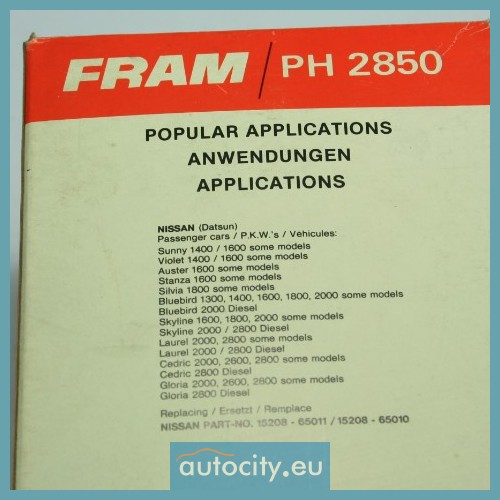 FRAM / PH 2850
POPULAR APPLICATIONS
ANWENDUNGEN
APPLICATIONS
NISSAN (Datsun)
Passenger cars / P.K.W.'s / Véhicules:
Sunny 1400 / 1600 some models
Violet 1400 / 1600 some models
Auster 1600 some models
Stanza 1600 some models
Silvia 1800 some models
Bluebird 1300, 1400, 1600, 1800, 2000 some models
Bluebird 2000 Diesel
Skyline 1600, 1800, 2000 some models
Skyline 2000 / 2800 Diesel
Laurel 2000, 2800 some models
Laurel 2000 / 2800 Diesel
Cedric 2000, 2600, 2800 some models
Cedric 2800 Diesel
Gloria 2000, 2600, 2800 some models
Gloria 2800 Diesel
Replacing / Ersetzt / Remplace
NISSAN PART-NO. 15208 - 65011 / 15208 - 65010
autocity.eu